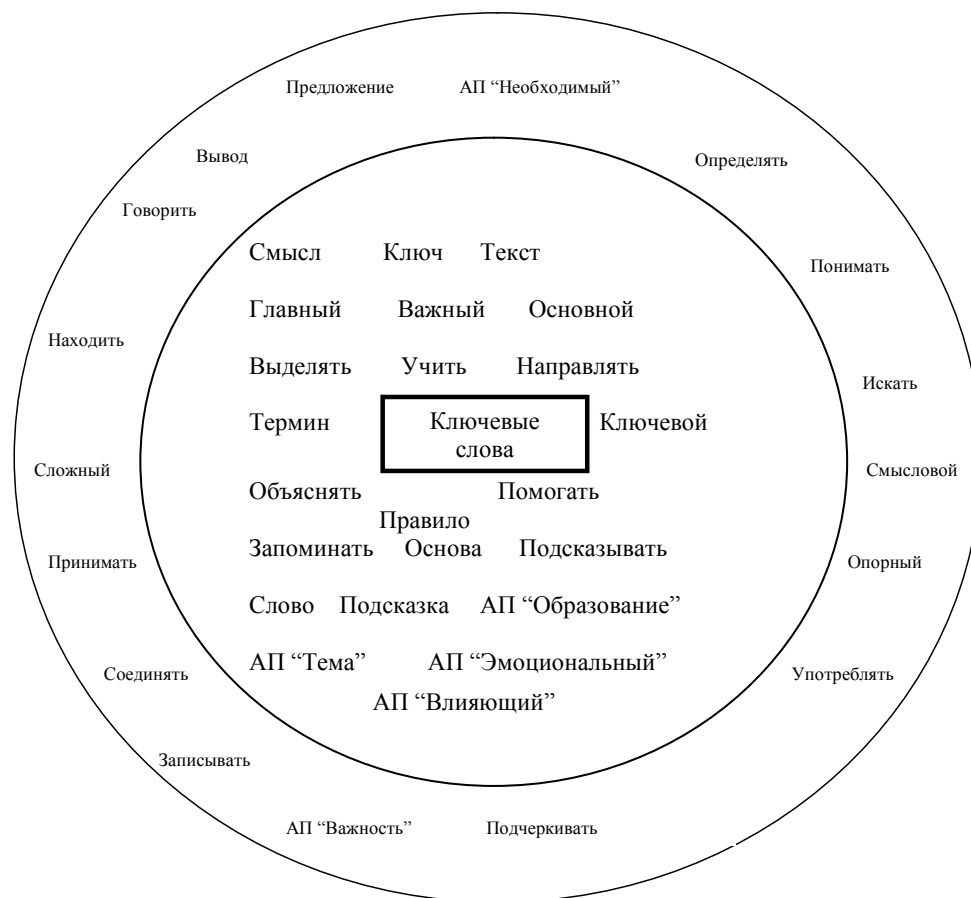 Предложение АП “Необходимый”
Вывод Определять
Говорить
Смысл Ключ Текст
Понимать
Главный Важный Основной
Находить
Выделять Учить Направлять
Искать
Термин Ключевые слова Ключевой
Сложный Смысловой
Объяснять Помогать
Правило
Запоминать Основа Подсказывать
Принимать Опорный
Слово Подсказка АП “Образование”
АП “Тема” АП “Эмоциональный”
Соединять Употреблять
АП “Влияющий”
Записывать
АП “Важность” Подчеркивать